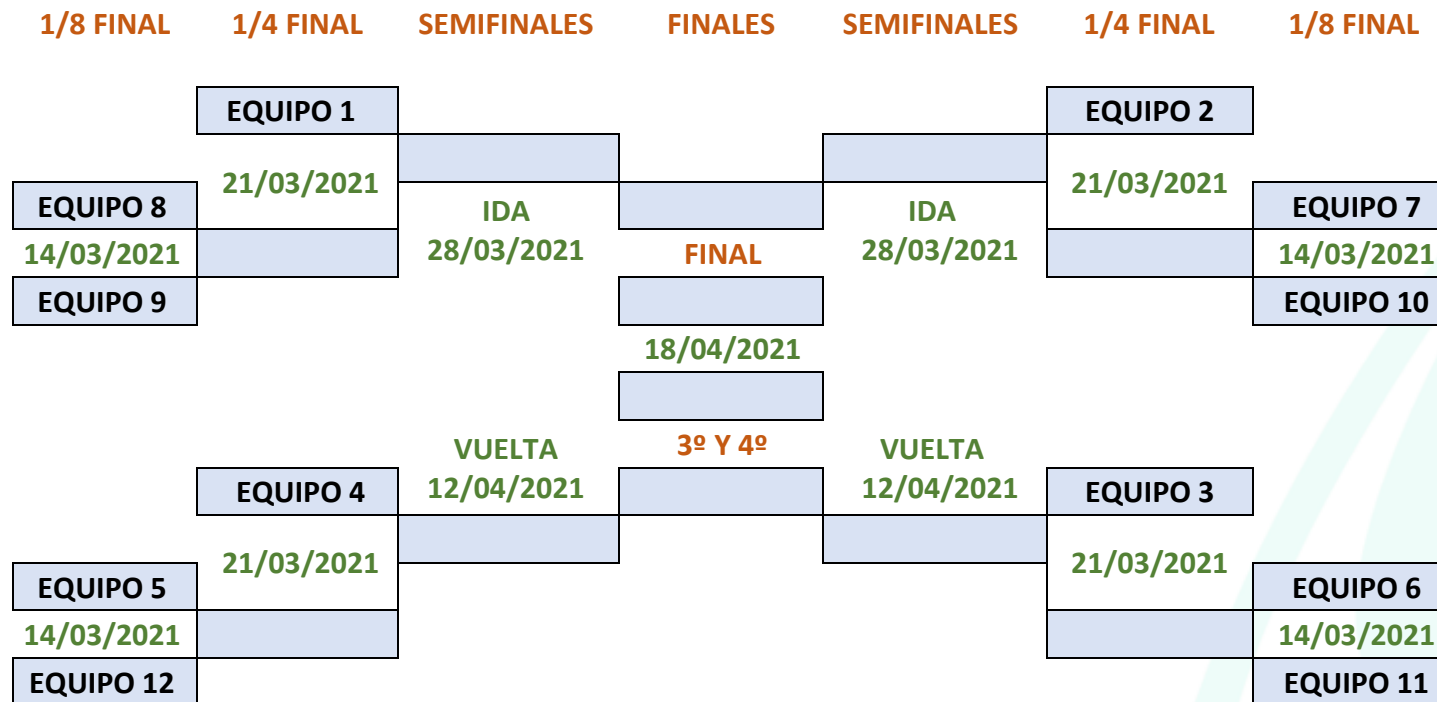 1/8 FINAL 1/4 FINAL SEMIFINALES FINALES SEMIFINALES 1/4 FINAL 1/8 FINAL
EQUIPO 1 EQUIPO 2
21/03/2021 21/03/2021
EQUIPO 8 IDA IDA EQUIPO 7
14/03/2021 28/03/2021 FINAL 28/03/2021 14/03/2021
EQUIPO 9 EQUIPO 10
18/04/2021
VUELTA 3º Y 4º VUELTA
EQUIPO 4 12/04/2021 12/04/2021 EQUIPO 3
21/03/2021 21/03/2021
EQUIPO 5 EQUIPO 6
14/03/2021 14/03/2021
EQUIPO 12 EQUIPO 11